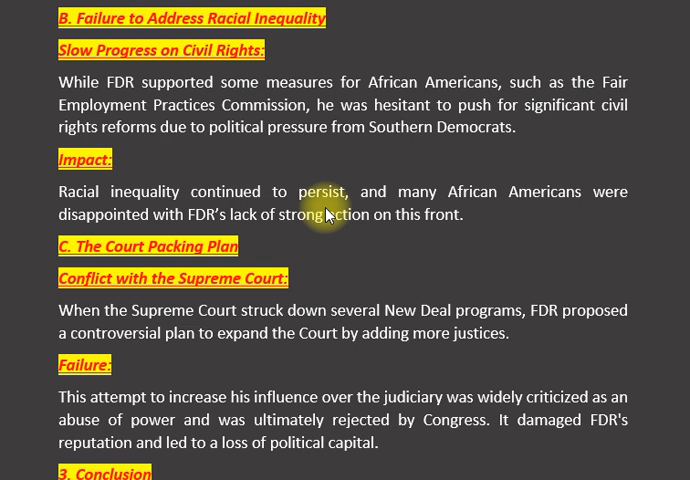 B. Failure to Address Racial Inequality
Slow Progress on Civil Rights:
While FDR supported some measures for African Americans, such as the Fair
Employment Practices Commission, he was hesitant to push for significant civil
rights reforms due to political pressure from Southern Democrats.
Impact:
Racial inequality continued to persist, and many African Americans were
disappointed with FDR’s lack of strong action on this front.
C. The Court Packing Plan
Conflict with the Supreme Court:
When the Supreme Court struck down several New Deal programs, FDR proposed
a controversial plan to expand the Court by adding more justices.
Failure:
This attempt to increase his influence over the judiciary was widely criticized as an
abuse of power and was ultimately rejected by Congress. It damaged FDR's
reputation and led to a loss of political capital.
3. Conclusion